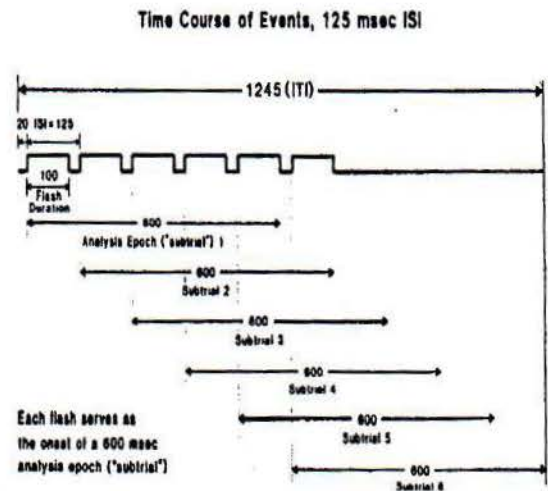 Time Course of Events, 125 msec ISI
1245 (ITI)
20 ISI = 125
100
Flash
Duration
600
Analysis Epoch ("subtrial") 1
600
Subtrial 2
600
Subtrial 3
600
Subtrial 4
600
Subtrial 5
600
Subtrial 6
Each flash serves as
the onset of a 600 msec
analysis epoch ("subtrial")